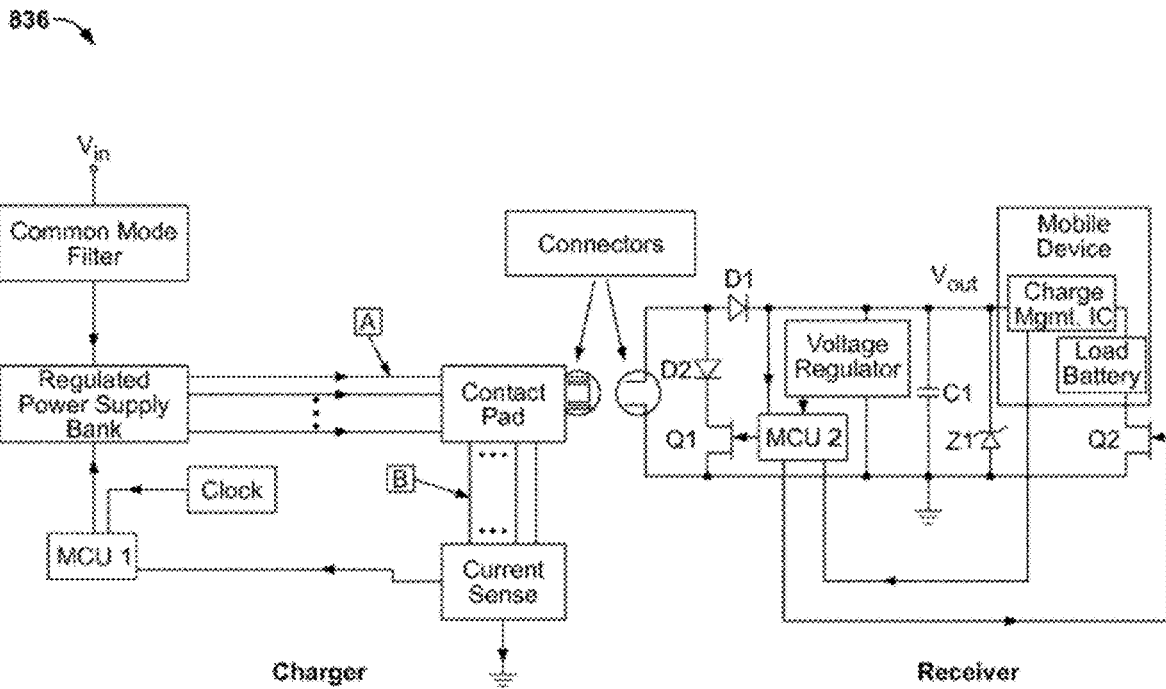 836
Vin
Common Mode
Filter
Connectors
Mobile
Device
D1
Vout
Charge
Mgmt. IC
A
Regulated
Power Supply
Bank
Contact
Pad
D2
Voltage
Regulator
C1
Load
Battery
Q1
MCU 2
Z1
Q2
B
Clock
MCU 1
Current
Sense
Charger
Receiver